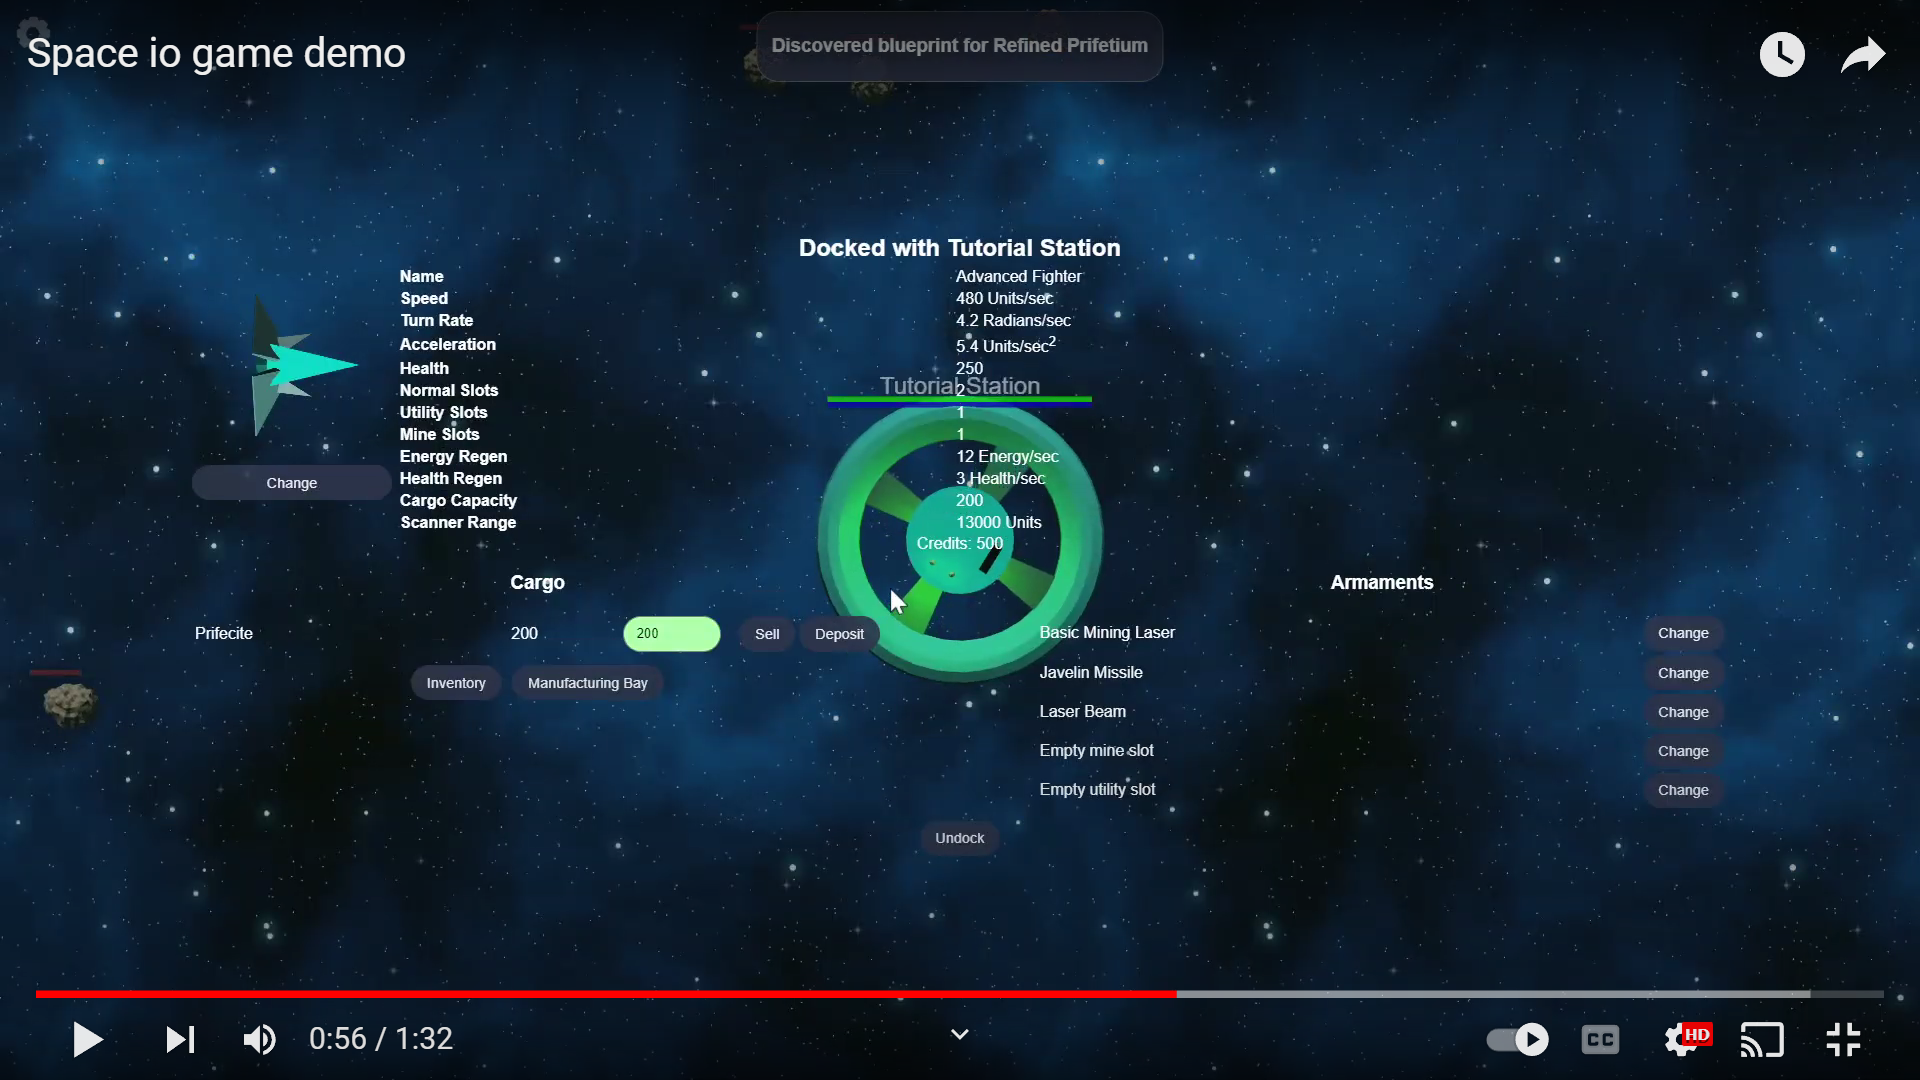 Space io game demo
Discovered blueprint for Refined Prifetium
Docked with Tutorial Station
Name Advanced Fighter
Speed 480 Units/sec
Turn Rate 4.2 Radians/sec
Acceleration 5.4 Units/sec²
Health 250
Tutorial Station
Normal Slots 2
Utility Slots 1
Mine Slots 1
Energy Regen 12 Energy/sec
Health Regen 3 Health/sec
Change
Cargo Capacity 200
Scanner Range 13000 Units
Credits: 500
Cargo
Prifecite 200 200 Sell Deposit
Inventory Manufacturing Bay
Armaments
Basic Mining Laser Change
Javelin Missile Change
Laser Beam Change
Empty mine slot Change
Empty utility slot Change
Undock
0:56 / 1:32
CC
HD